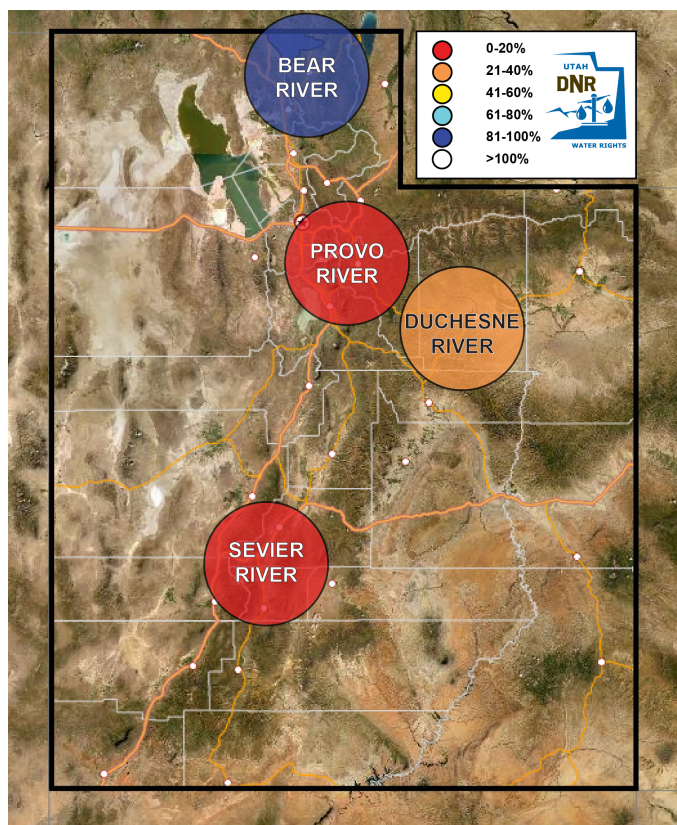 BEAR
RIVER
0-20%
21-40%
41-60%
61-80%
81-100%
>100%
UTAH
DNR
WATER RIGHTS
PROVO
RIVER
DUCHESNE
RIVER
SEVIER
RIVER